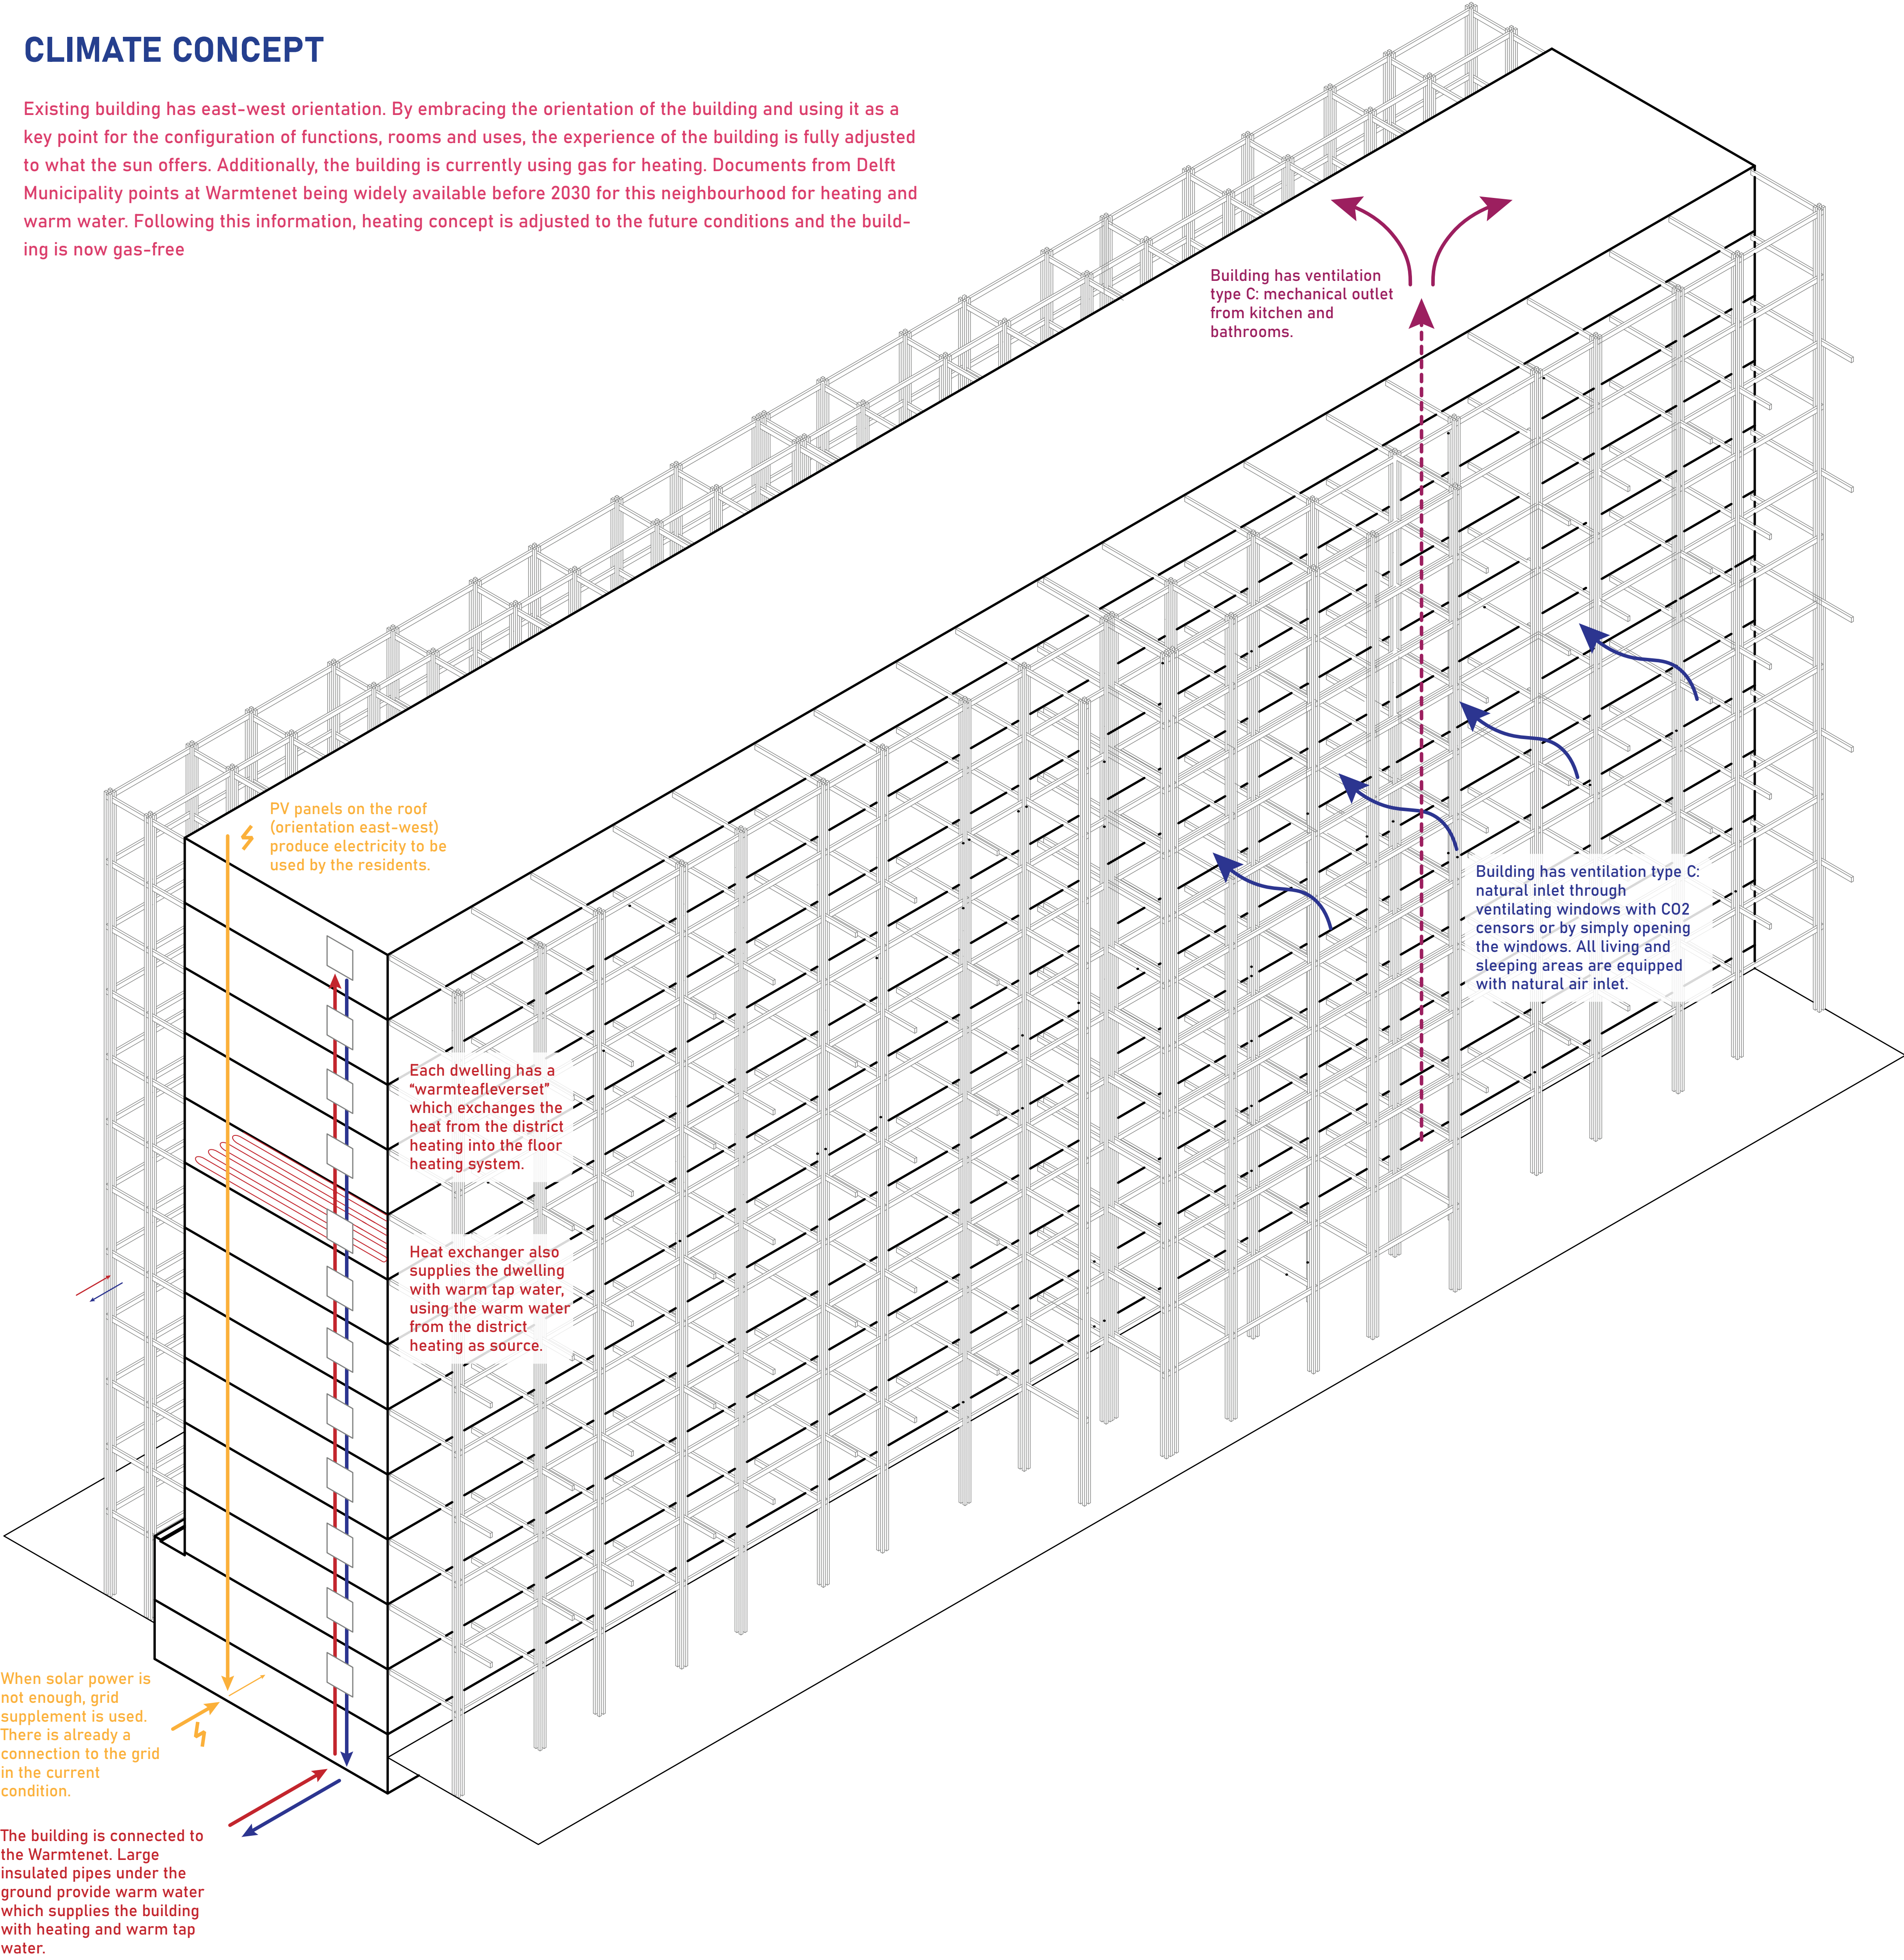 CLIMATE CONCEPT
Existing building has east-west orientation. By embracing the orientation of the building and using it as a
key point for the configuration of functions, rooms and uses, the experience of the building is fully adjusted
to what the sun offers. Additionally, the building is currently using gas for heating. Documents from Delft
Municipality points at Warmtenet being widely available before 2030 for this neighbourhood for heating and
warm water. Following this information, heating concept is adjusted to the future conditions and the build-
ing is now gas-free
Building has ventilation
type C: mechanical outlet
from kitchen and
bathrooms.
PV panels on the roof
(orientation east-west)
produce electricity to be
used by the residents.
Building has ventilation type C:
natural inlet through
ventilating windows with CO2
censors or by simply opening
the windows. All living and
sleeping areas are equipped
with natural air inlet.
Each dwelling has a
“warmteafleverset”
which exchanges the
heat from the district
heating into the floor
heating system.
Heat exchanger also
supplies the dwelling
with warm tap water,
using the warm water
from the district
heating as source.
When solar power is
not enough, grid
supplement is used.
There is already a
connection to the grid
in the current
condition.
The building is connected to
the Warmtenet. Large
insulated pipes under the
ground provide warm water
which supplies the building
with heating and warm tap
water.